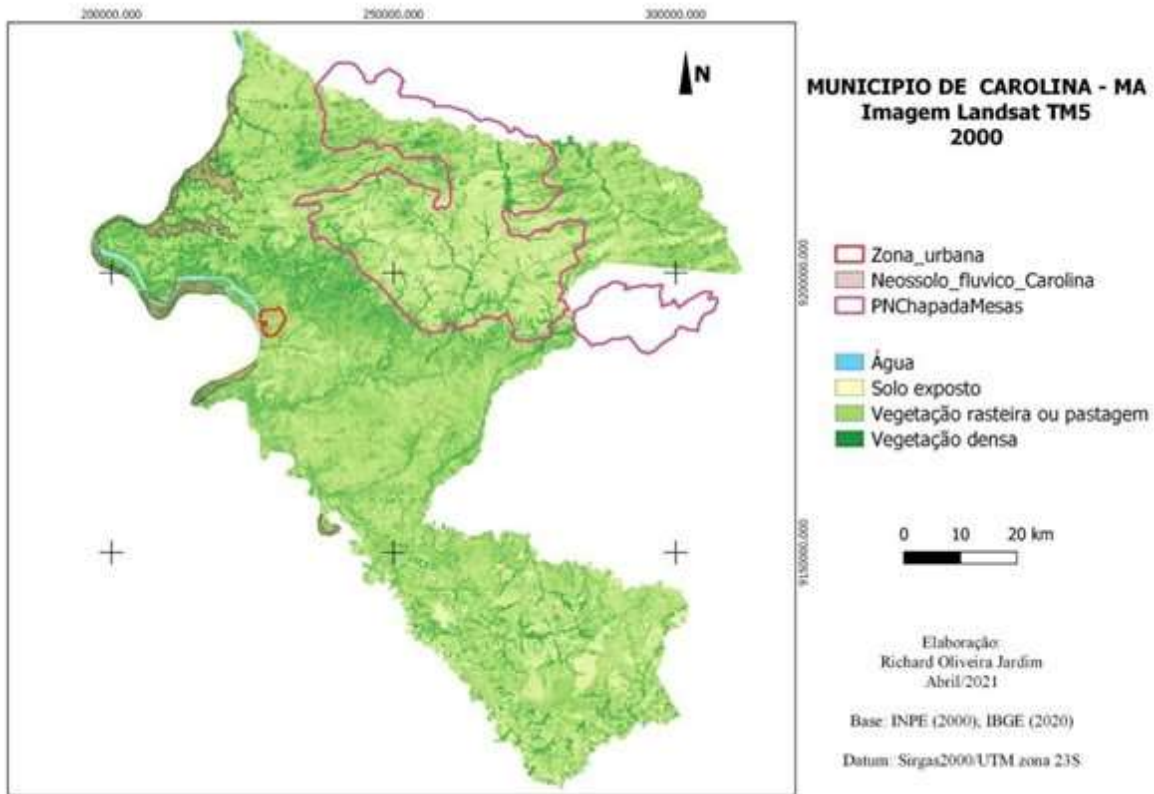 200000.000
250000.000
300000.000
N
9200000.000
9150000.000
MUNICIPIO DE CAROLINA - MA
Imagem Landsat TM5
2000
Zona_urbana
Neossolo_fluvico_Carolina
PNChapadaMesas
Água
Solo exposto
Vegetação rasteira ou pastagem
Vegetação densa
0 10 20 km
Elaboração:
Richard Oliveira Jardim
Abril/2021
Base: INPE (2000), IBGE (2020)
Datum: Sirgas2000/UTM zona 23S